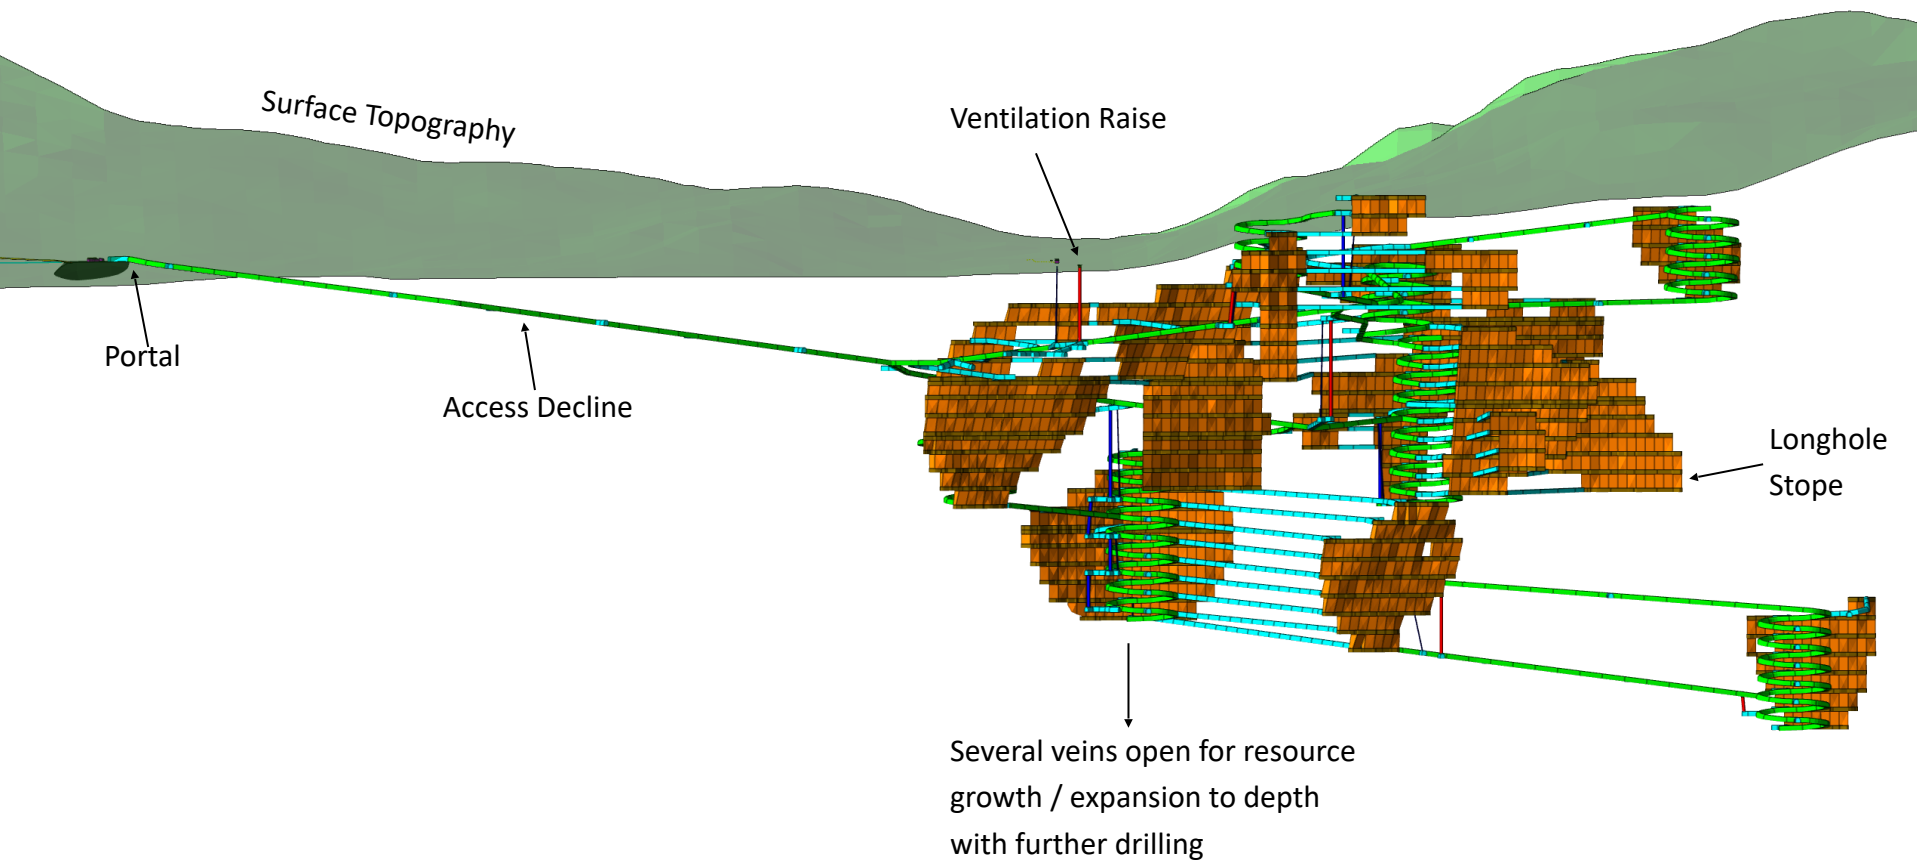 Surface Topography
Ventilation Raise
Portal
Access Decline
Longhole
Stope
Several veins open for resource
growth / expansion to depth
with further drilling